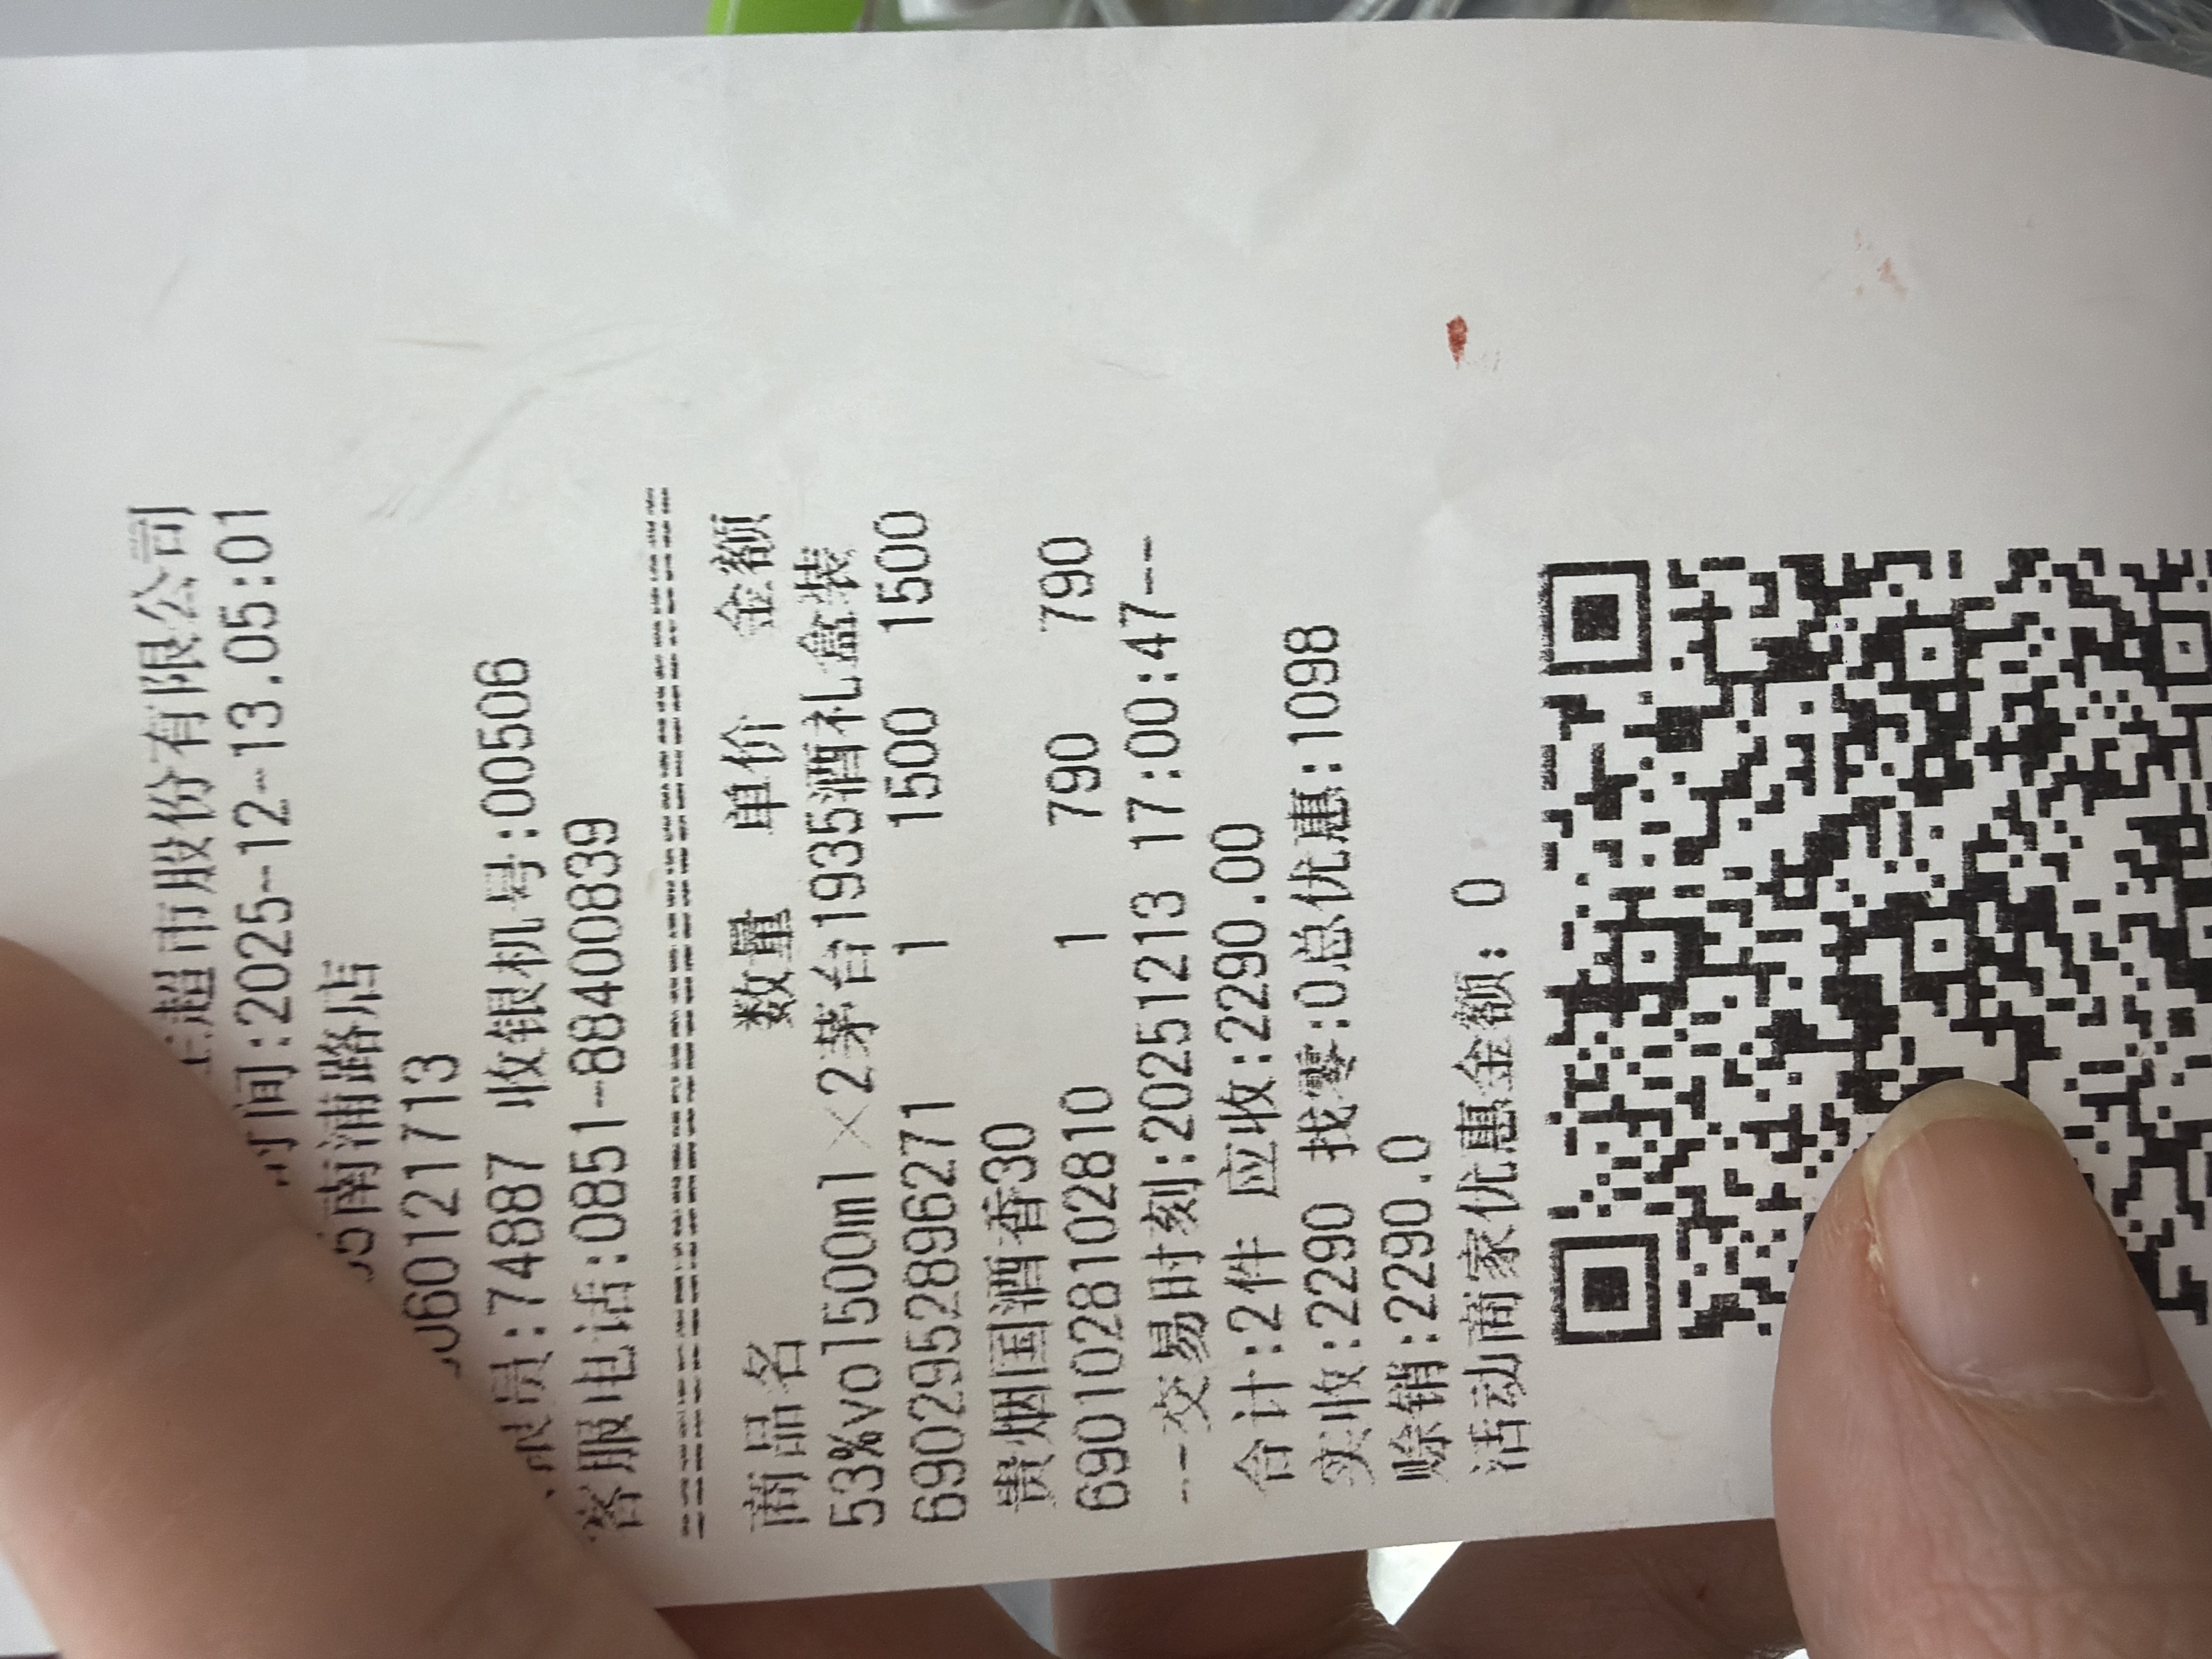 超市股份有限公司
时间:2025-12-13.05:01
南浦路店
06012 1713
员:74887 收银机号:00506
客服电话:0851-88400839
================================
商品名 数量 单价 金额
53%vol500ml×2茅台1935酒礼盒装
6902952896271 1 1500 1500
贵烟国酒香30
6901028102810 1 790 790
--交易时刻:20251213 17:00:47--
合计:2件 应收:2290.00
实收:2290 找零:0总优惠:1098
赊销:2290.0
活动商家优惠金额: 0